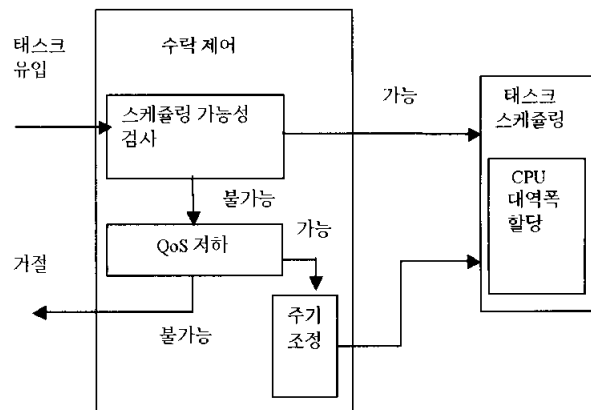 태스크
유입
수락 제어
스케쥴링 가능성
검사
가능
태스크
스케쥴링
CPU
대역폭
할당
불가능
QoS 저하
가능
거절
불가능
주기
조정